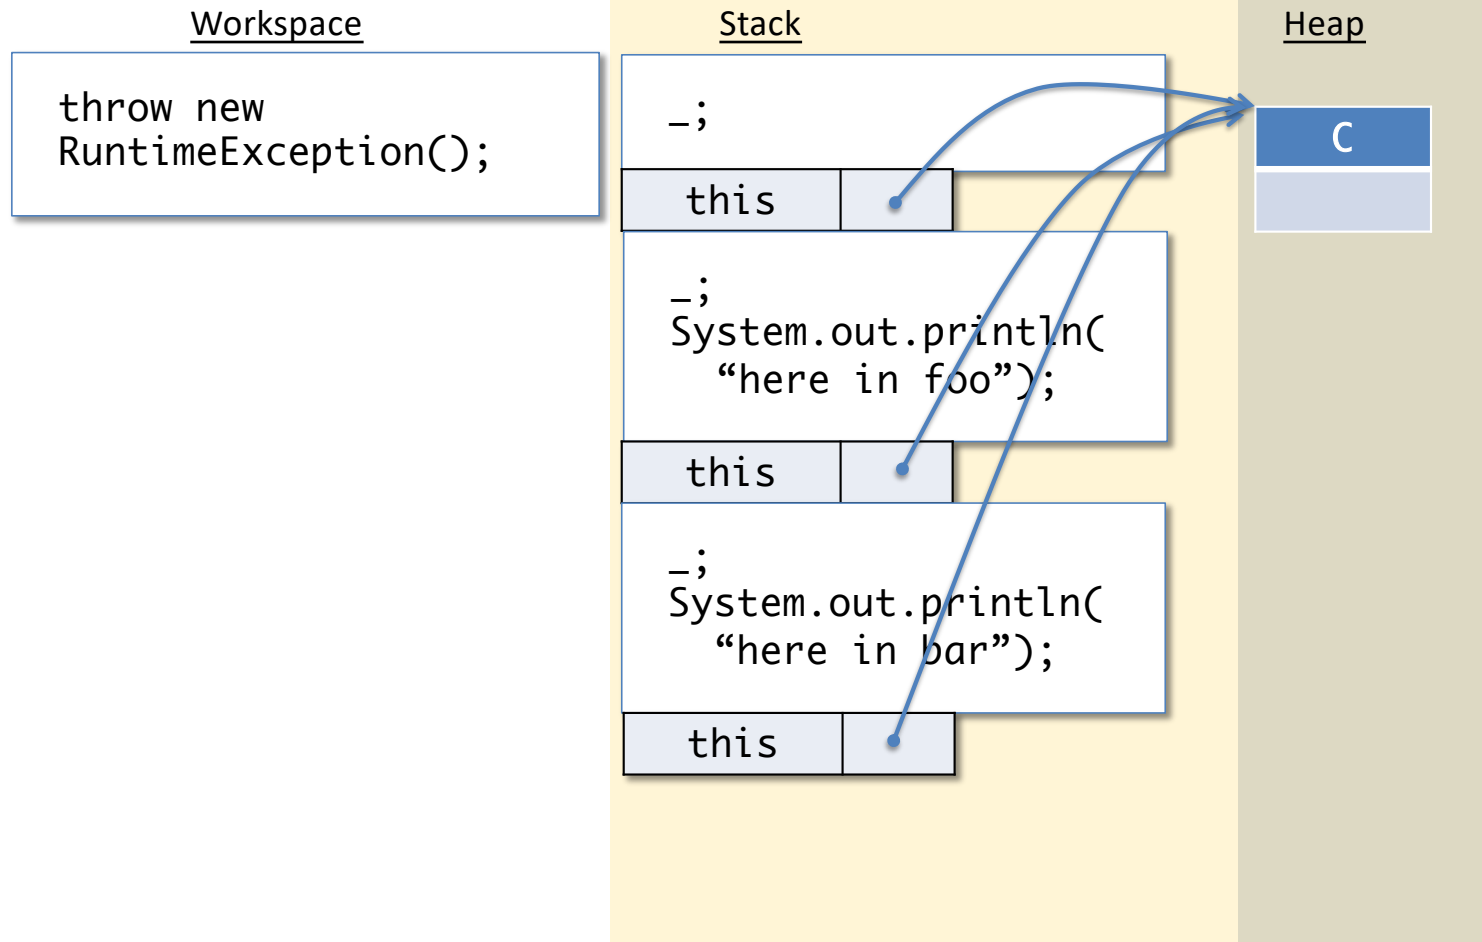 Workspace
Stack
Heap
throw new
RuntimeException();
_;
this
_;
System.out.println(
“here in foo”);
this
_;
System.out.println(
“here in bar”);
this
C